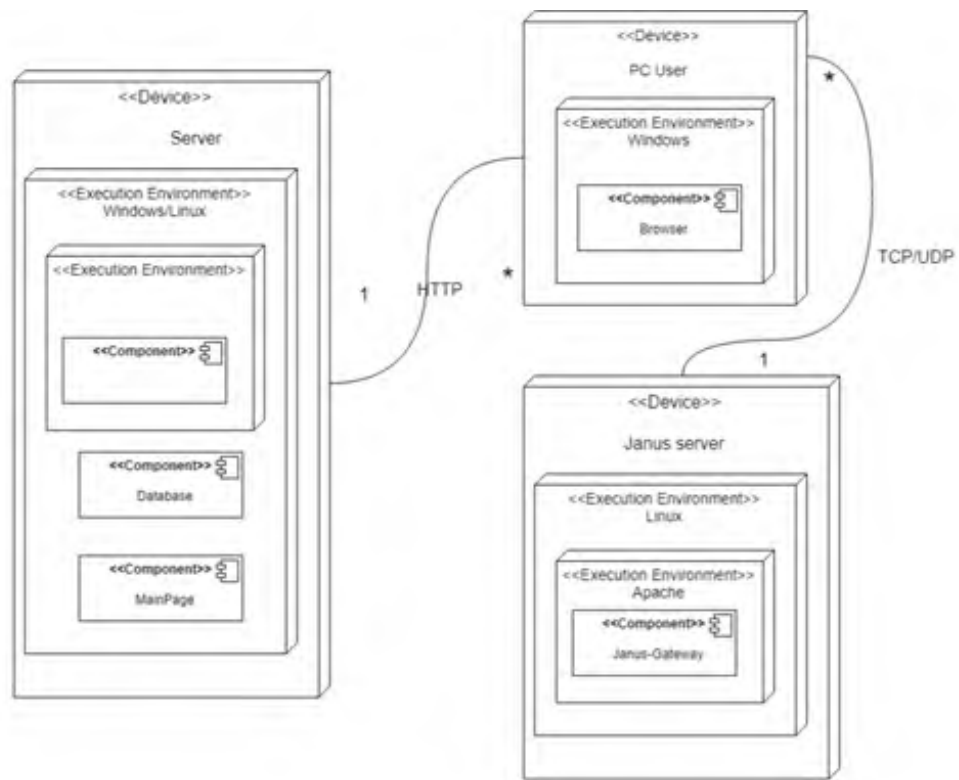 <<Device>>
Server
<<Execution Environment>>
Windows/Linux
<<Execution Environment>>
<<Component>>
<<Component>>
Database
<<Component>>
MainPage
1
HTTP
*
<<Device>>
PC User
<<Execution Environment>>
Windows
<<Component>>
Browser
*
TCP/UDP
1
<<Device>>
Janus server
<<Execution Environment>>
Linux
<<Execution Environment>>
Apache
<<Component>>
Janus-Gateway